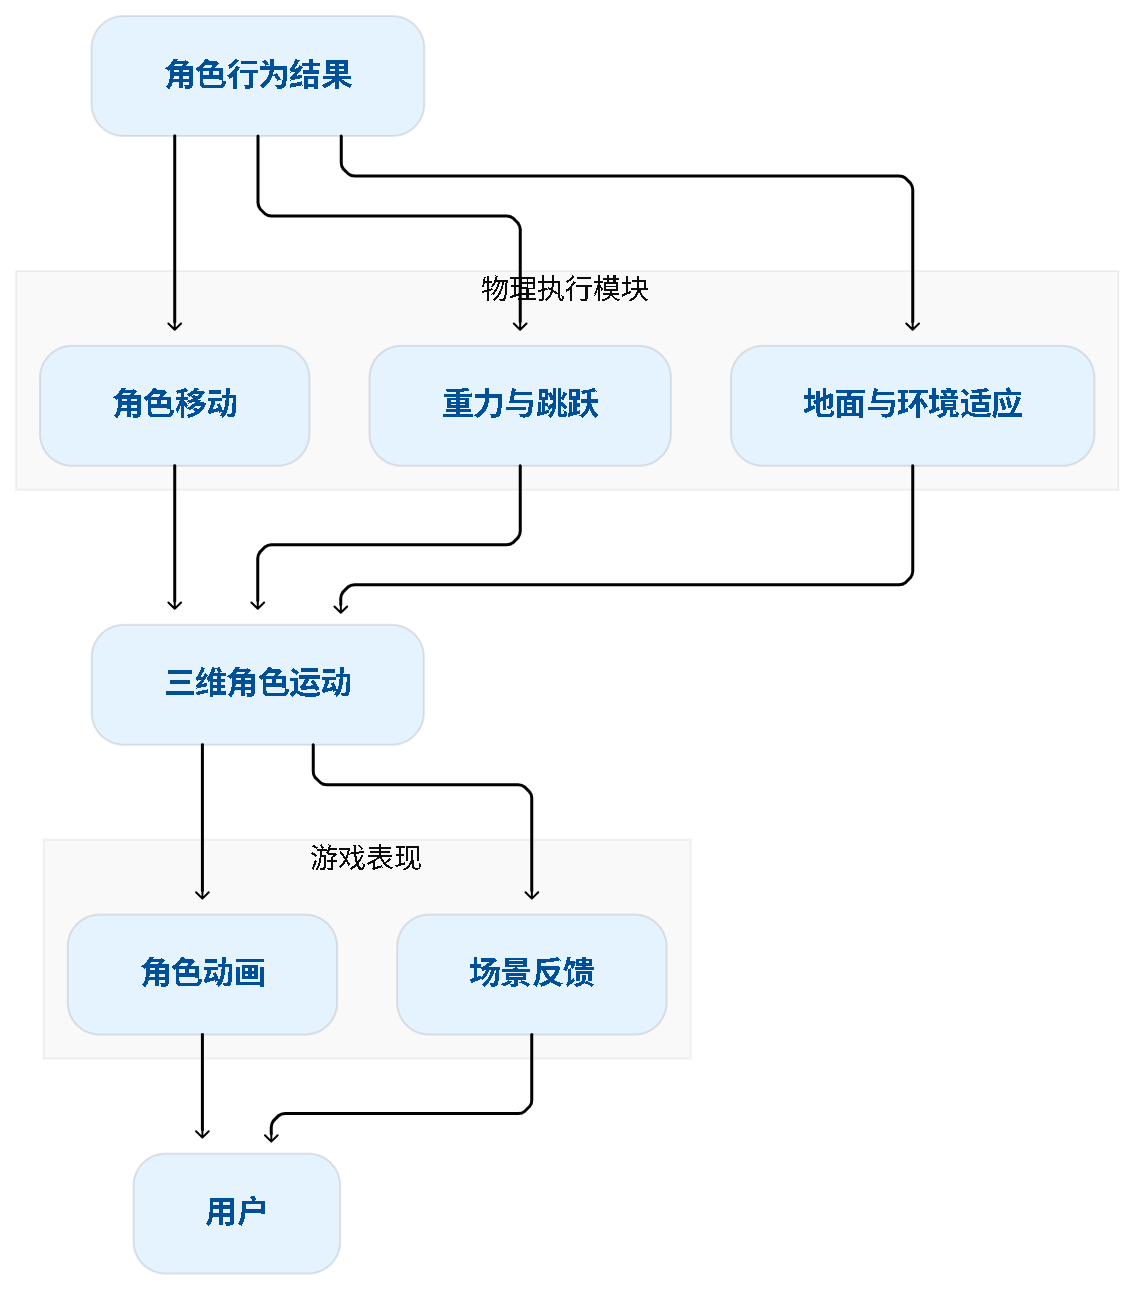 角色行为结果
物理执行模块
角色移动
重力与跳跃
地面与环境适应
三维角色运动
游戏表现
角色动画
场景反馈
用户